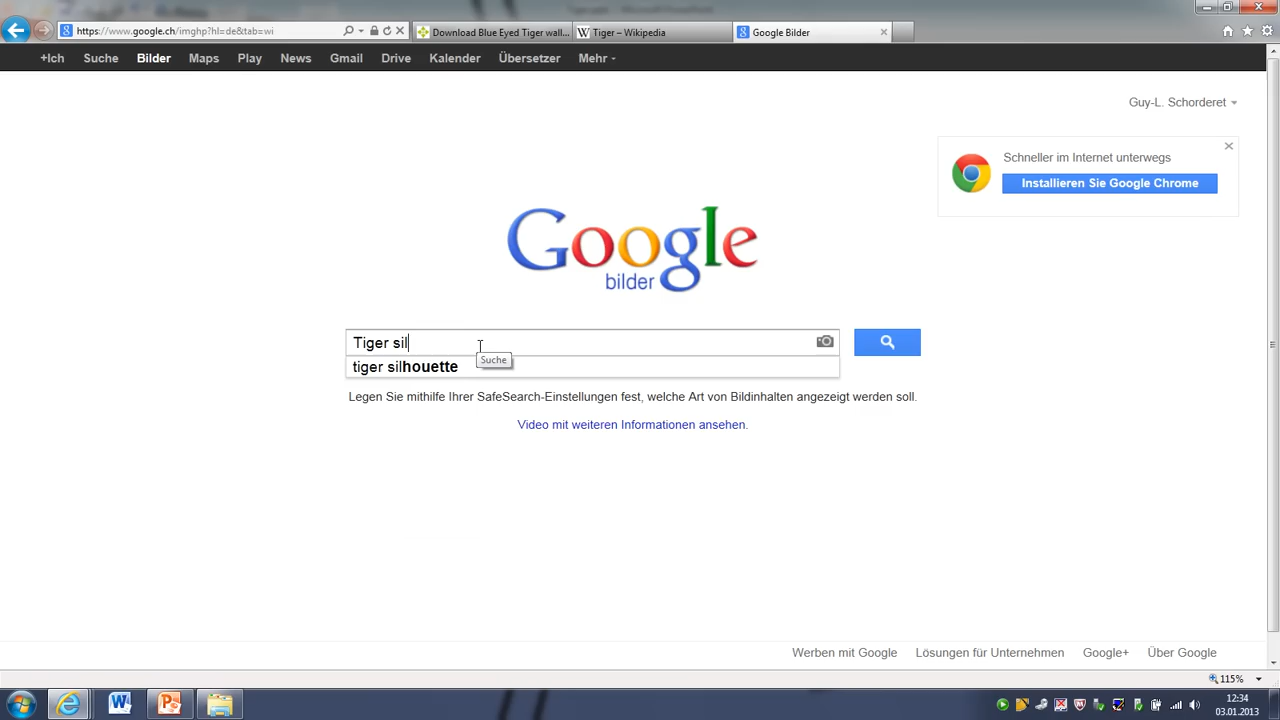 https://www.google.ch/imghp?hl=de&tab=wi
Download Blue Eyed Tiger wall...
Tiger – Wikipedia
Google Bilder
+Ich Suche Bilder Maps Play News Gmail Drive Kalender Übersetzer Mehr
Guy-L. Schorderet
Schneller im Internet unterwegs
Installieren Sie Google Chrome
Google
bilder
Tiger sil
tiger silhouette
Suche
Legen Sie mithilfe Ihrer SafeSearch-Einstellungen fest, welche Art von Bildinhalten angezeigt werden soll.
Video mit weiteren Informationen ansehen.
Werben mit Google Lösungen für Unternehmen Google+ Über Google
115%
12:34
03.01.2013